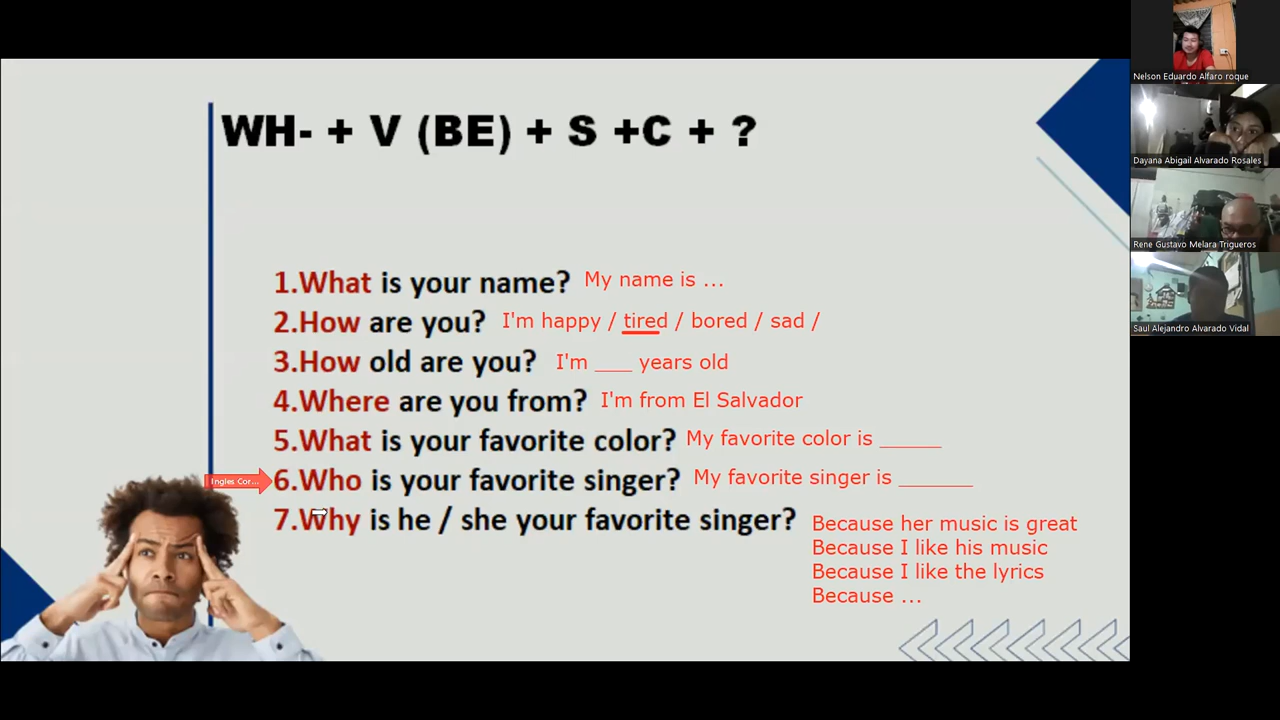 WH- + V (BE) + S +C + ?
1.What is your name? My name is ...
2.How are you? I'm happy / tired / bored / sad /
3.How old are you? I'm ___ years old
4.Where are you from? I'm from El Salvador
5.What is your favorite color? My favorite color is _____
Ingles Cor... 6.Who is your favorite singer? My favorite singer is ______
7.Why is he / she your favorite singer? Because her music is great
Because I like his music
Because I like the lyrics
Because ...
Nelson Eduardo Alfaro roque
Dayana Abigail Alvarado Rosales
Rene Gustavo Melara Trigueros
Saul Alejandro Alvarado Vidal